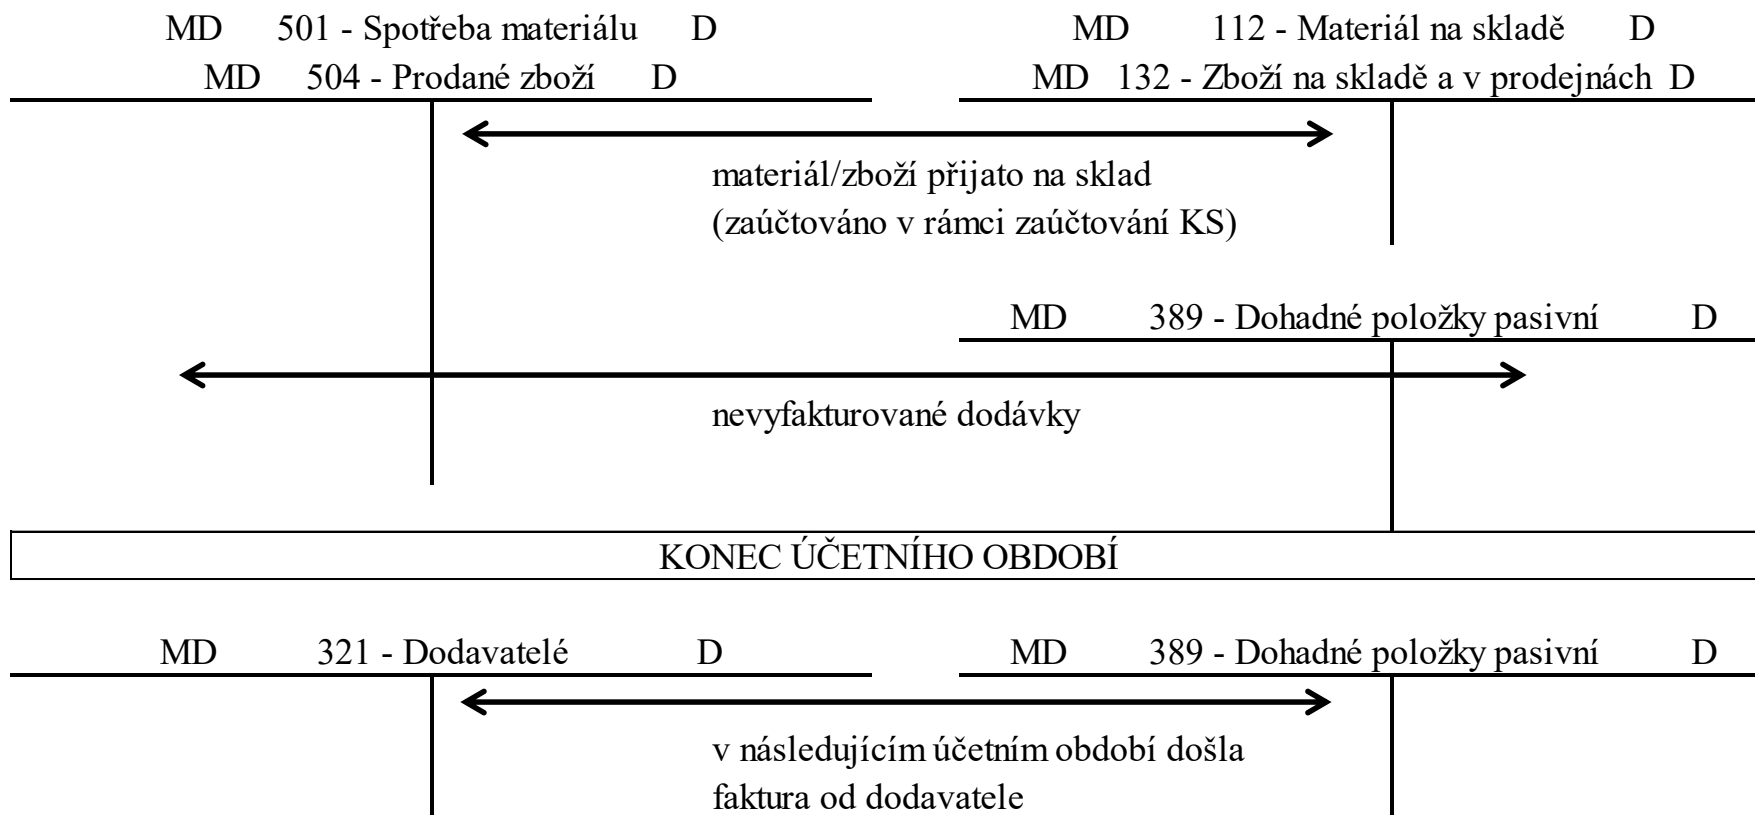 MD 501 - Spotřeba materiálu D
MD 504 - Prodané zboží D
MD 112 - Materiál na skladě D
MD 132 - Zboží na skladě a v prodejnách D
materiál/zboží přijato na sklad
(zaúčtováno v rámci zaúčtování KS)
MD 389 - Dohadné položky pasivní D
nevyfakturované dodávky
KONEC ÚČETNÍHO OBDOBÍ
MD 321 - Dodavatelé D
MD 389 - Dohadné položky pasivní D
v následujícím účetním období došla
faktura od dodavatele